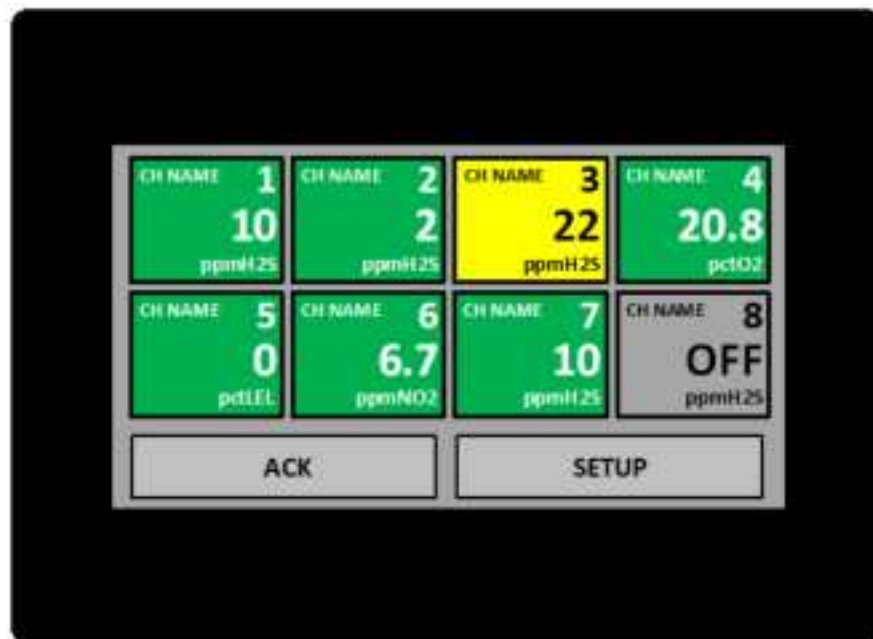 CH NAME 1
10
ppmH2S
CH NAME 2
2
ppmH2S
CH NAME 3
22
ppmH2S
CH NAME 4
20.8
pctO2
CH NAME 5
0
pctLEL
CH NAME 6
6.7
ppmNO2
CH NAME 7
10
ppmH2S
CH NAME 8
OFF
ppmH2S
ACK
SETUP